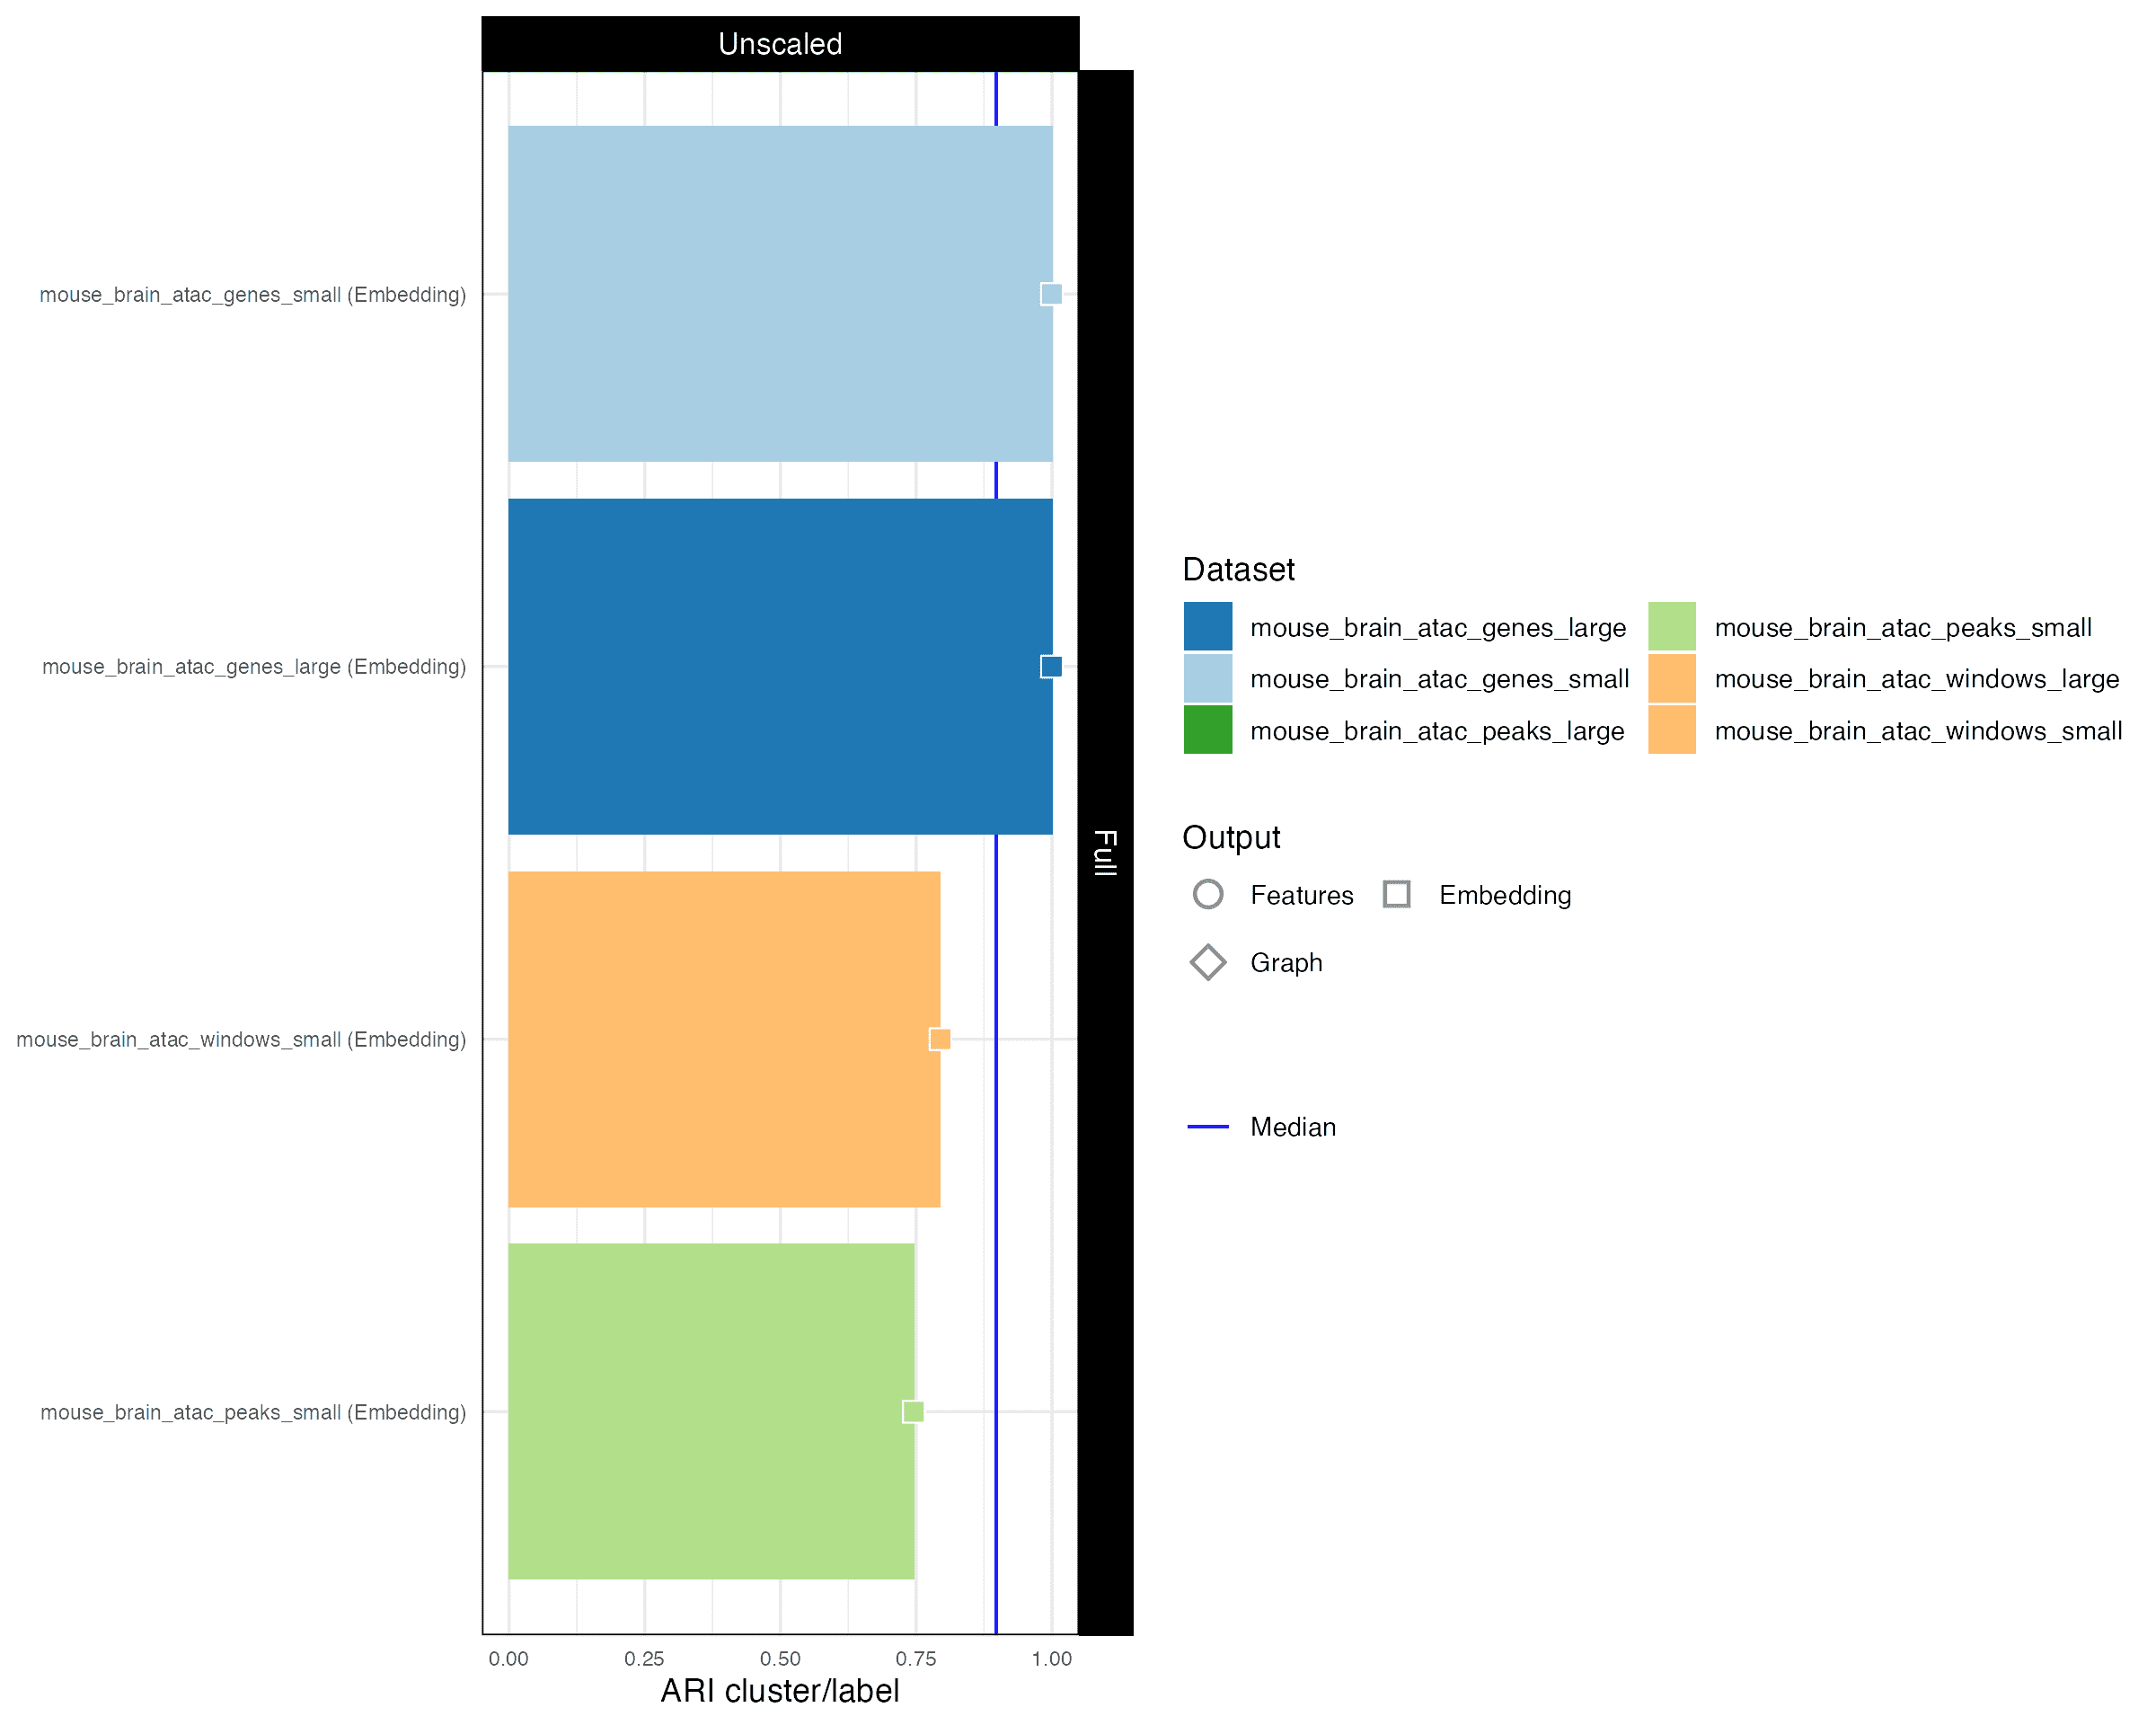 Unscaled
mouse_brain_atac_genes_small (Embedding)
mouse_brain_atac_genes_large (Embedding)
mouse_brain_atac_windows_small (Embedding)
mouse_brain_atac_peaks_small (Embedding)
Full
0.00 0.25 0.50 0.75 1.00
ARI cluster/label
Dataset
mouse_brain_atac_genes_large mouse_brain_atac_peaks_small
mouse_brain_atac_genes_small mouse_brain_atac_windows_large
mouse_brain_atac_peaks_large mouse_brain_atac_windows_small
Output
Features Embedding
Graph
Median